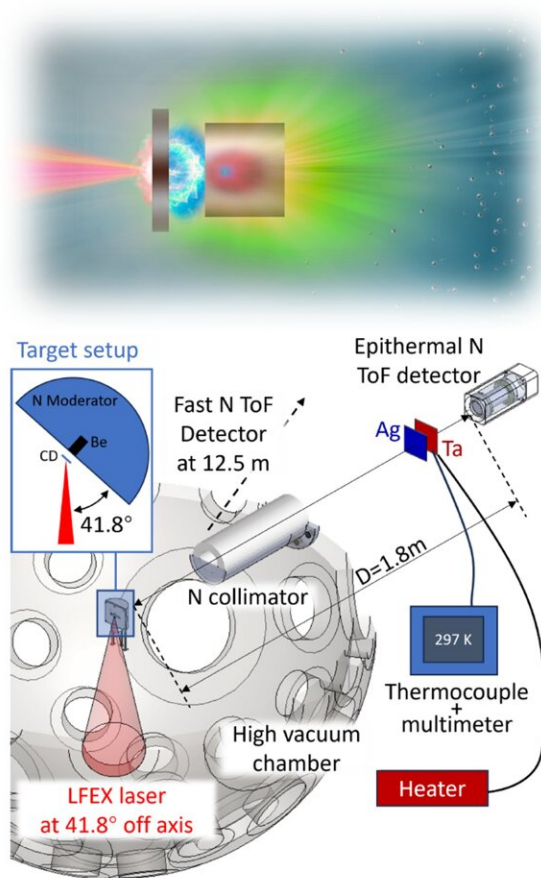 Target setup
N Moderator
Be
CD
41.8°
Fast N ToF
Detector
at 12.5 m
Epithermal N
ToF detector
Ag
Ta
N collimator
D=1.8m
297 K
Thermocouple
+
multimeter
High vacuum
chamber
Heater
LFEX laser
at 41.8° off axis